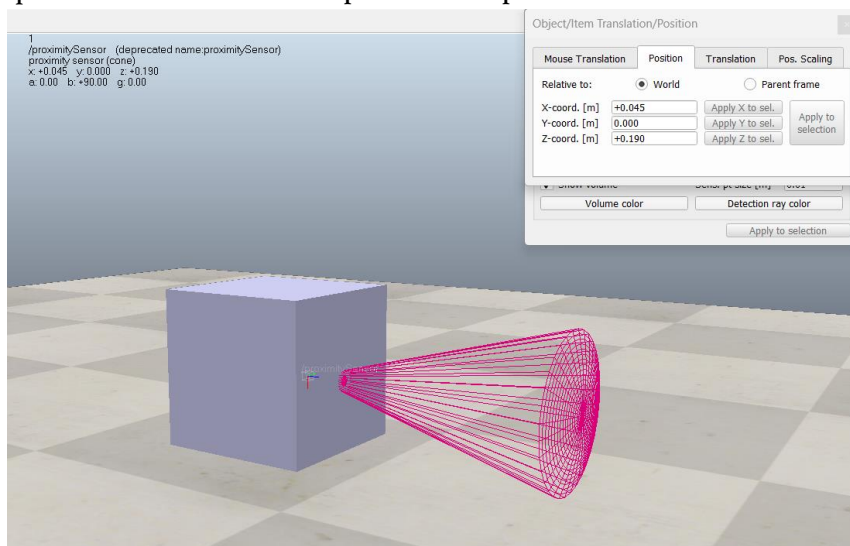 1
/proximitySensor   (deprecated name:proximitySensor)
proximity sensor (cone)
x: +0.045   y: 0.000   z: +0.190
a: 0.00   b: +90.00   g: 0.00
Object/Item Translation/Position
Mouse Translation   Position   Translation   Pos. Scaling
Relative to:   World   Parent frame
X-coord. [m]   +0.045   Apply X to sel.
Y-coord. [m]   0.000   Apply Y to sel.
Z-coord. [m]   +0.190   Apply Z to sel.
Apply to
selection
Volume color   Detection ray color
Apply to selection